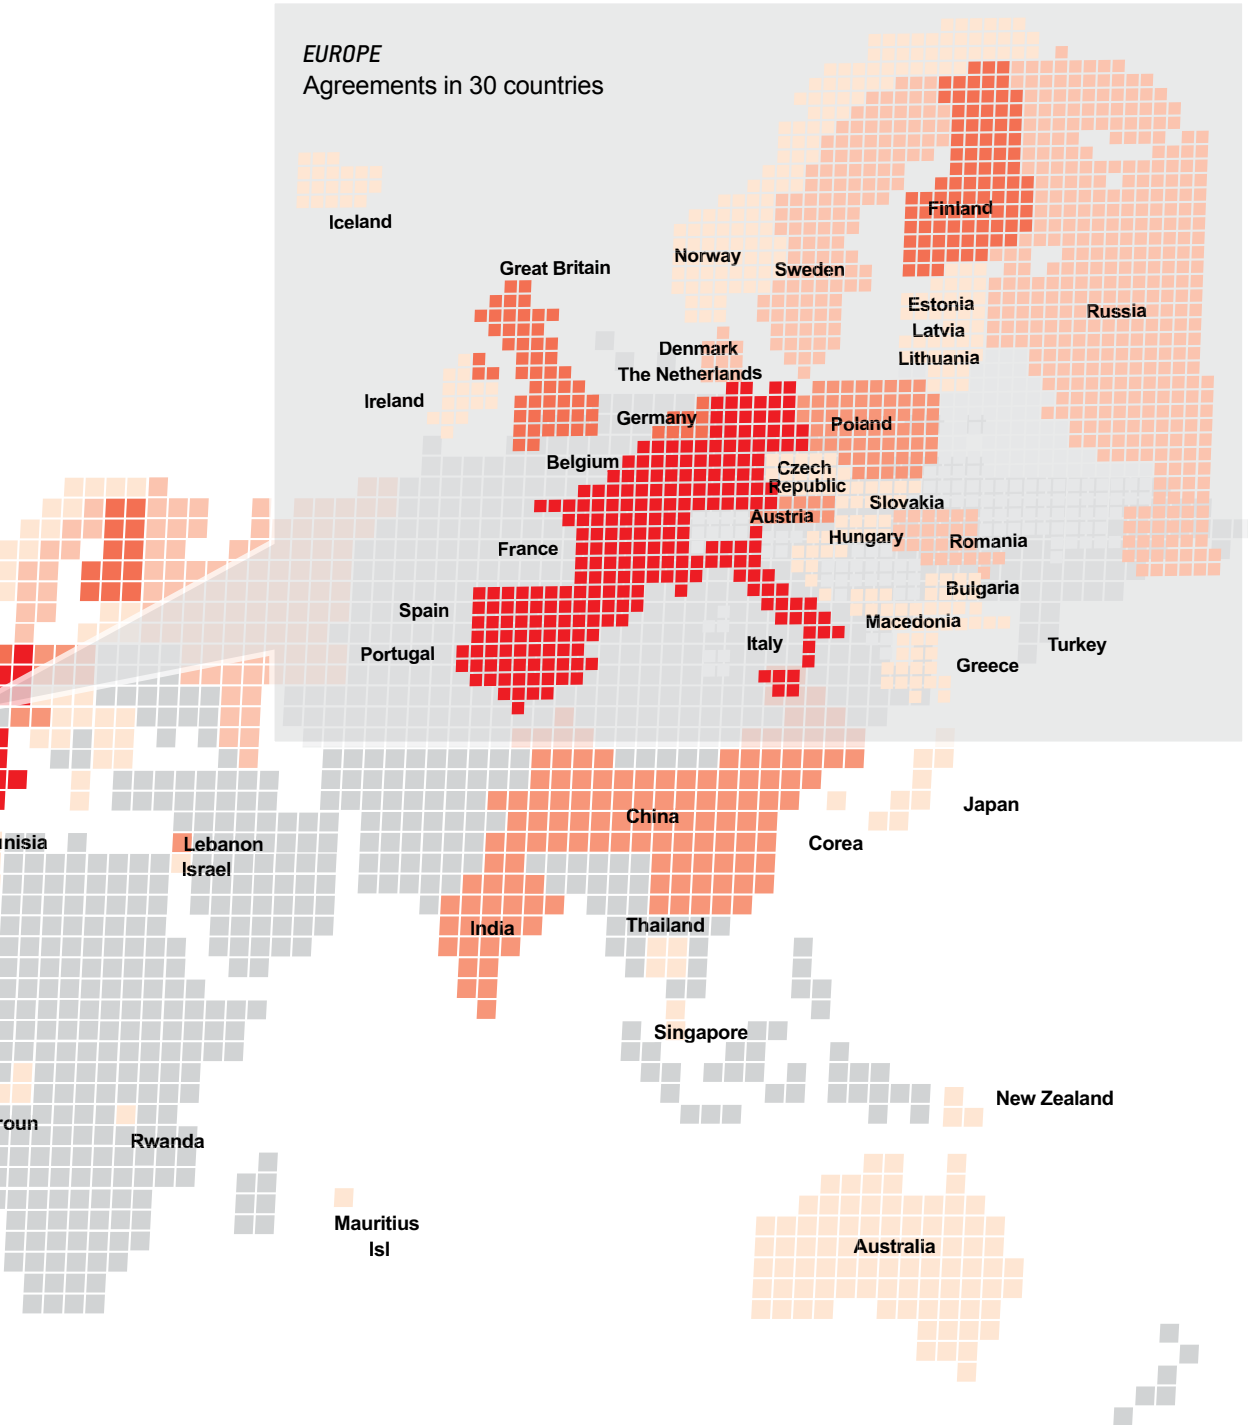 EUROPE
Agreements in 30 countries
Iceland
Great Britain
Norway
Sweden
Finland
Estonia
Latvia
Lithuania
Russia
Denmark
The Netherlands
Ireland
Germany
Poland
Belgium
Czech
Republic
Slovakia
Austria
France
Hungary
Romania
Bulgaria
Spain
Macedonia
Portugal
Italy
Turkey
Greece
China
Japan
Corea
nisia
Lebanon
Israel
India
Thailand
Singapore
New Zealand
roun
Rwanda
Mauritius
Isl
Australia